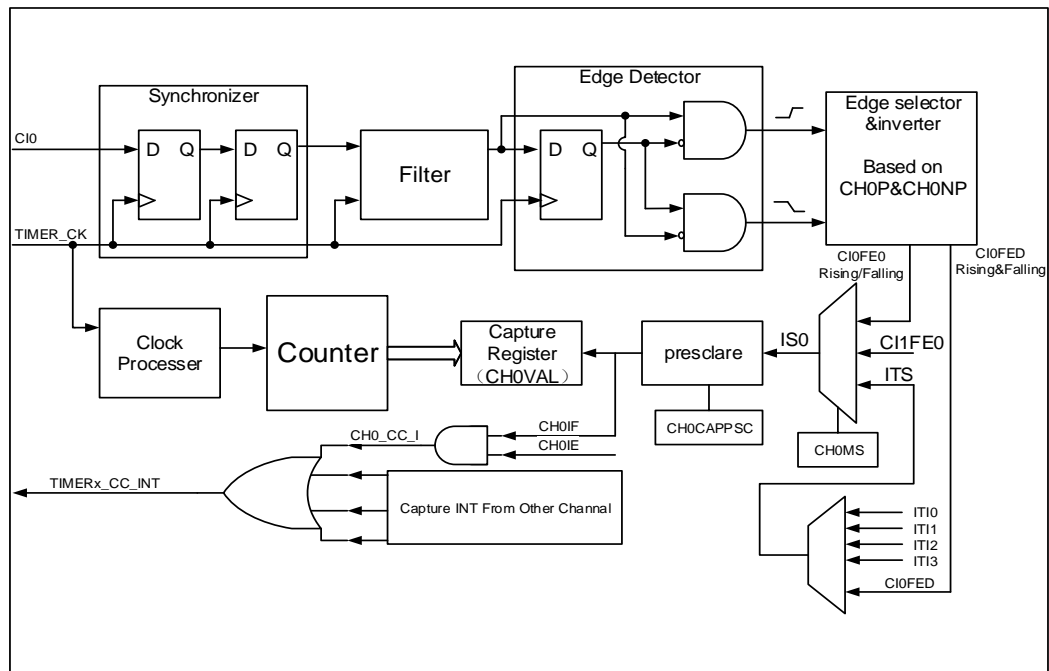 Edge Detector
Synchronizer
Edge selector
&inverter
Based on
CH0P&CH0NP
CI0
D Q
D Q
Filter
D Q
TIMER_CK
CI0FE0
Rising/Falling
CI0FED
Rising&Falling
Clock
Processer
Counter
Capture
Register
（CH0VAL）
presclare
IS0
CI1FE0
ITS
CH0CAPPSC
CH0MS
CH0_CC_I
CH0IF
CH0IE
TIMERx_CC_INT
Capture INT From Other Channel
ITI0
ITI1
ITI2
ITI3
CI0FED